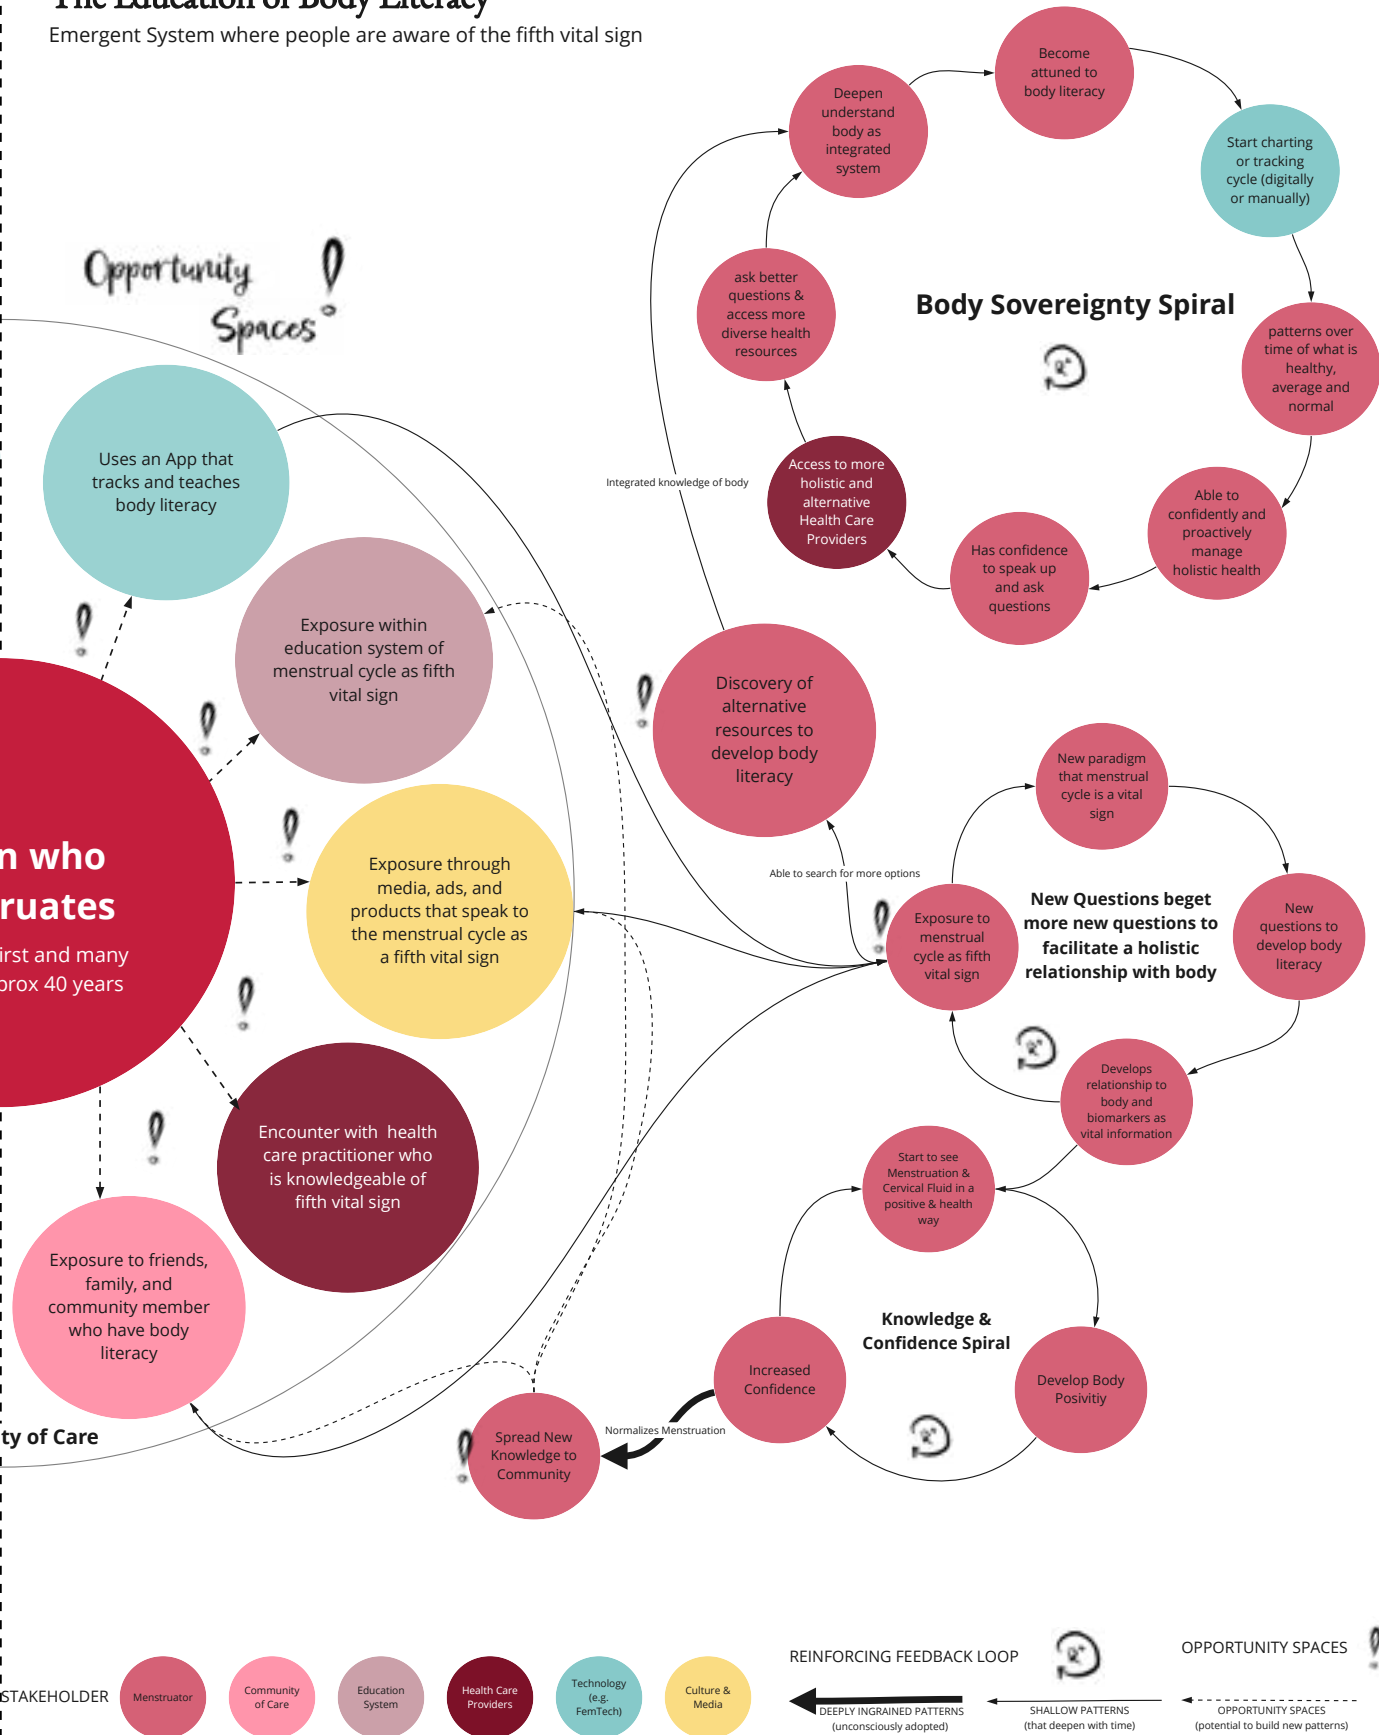 The Education of Body Literacy
Emergent System where people are aware of the fifth vital sign
Opportunity
Spaces
Become
attuned to
body literacy
Deepen
understand
body as
integrated
system
Start charting
or tracking
cycle (digitally
or manually)
ask better
questions &
access more
diverse health
resources
Body Sovereignty Spiral
patterns over
time of what is
healthy,
average and
normal
Access to more
holistic and
alternative
Health Care
Providers
Able to
confidently and
proactively
manage
holistic health
Has confidence
to speak up
and ask
questions
Integrated knowledge of body
Uses an App that
tracks and teaches
body literacy
Exposure within
education system of
menstrual cycle as fifth
vital sign
Discovery of
alternative
resources to
develop body
literacy
Exposure through
media, ads, and
products that speak to
the menstrual cycle as
a fifth vital sign
n who
ruates
irst and many
prox 40 years
Able to search for more options
New paradigm
that menstrual
cycle is a vital
sign
Exposure to
menstrual
cycle as fifth
vital sign
New Questions beget
more new questions to
facilitate a holistic
relationship with body
New
questions to
develop body
literacy
Develops
relationship to
body and
biomarkers as
vital information
Encounter with health
care practitioner who
is knowledgeable of
fifth vital sign
Start to see
Menstruation &
Cervical Fluid in a
positive & health
way
Exposure to friends,
family, and
community member
who have body
literacy
Knowledge &
Confidence Spiral
Increased
Confidence
Develop Body
Posivitiy
ty of Care
Normalizes Menstruation
Spread New
Knowledge to
Community
STAKEHOLDER
Menstruator
Community
of Care
Education
System
Health Care
Providers
Technology
(e.g.
FemTech)
Culture &
Media
REINFORCING FEEDBACK LOOP
OPPORTUNITY SPACES
DEEPLY INGRAINED PATTERNS
(unconsciously adopted)
SHALLOW PATTERNS
(that deepen with time)
OPPORTUNITY SPACES
(potential to build new patterns)